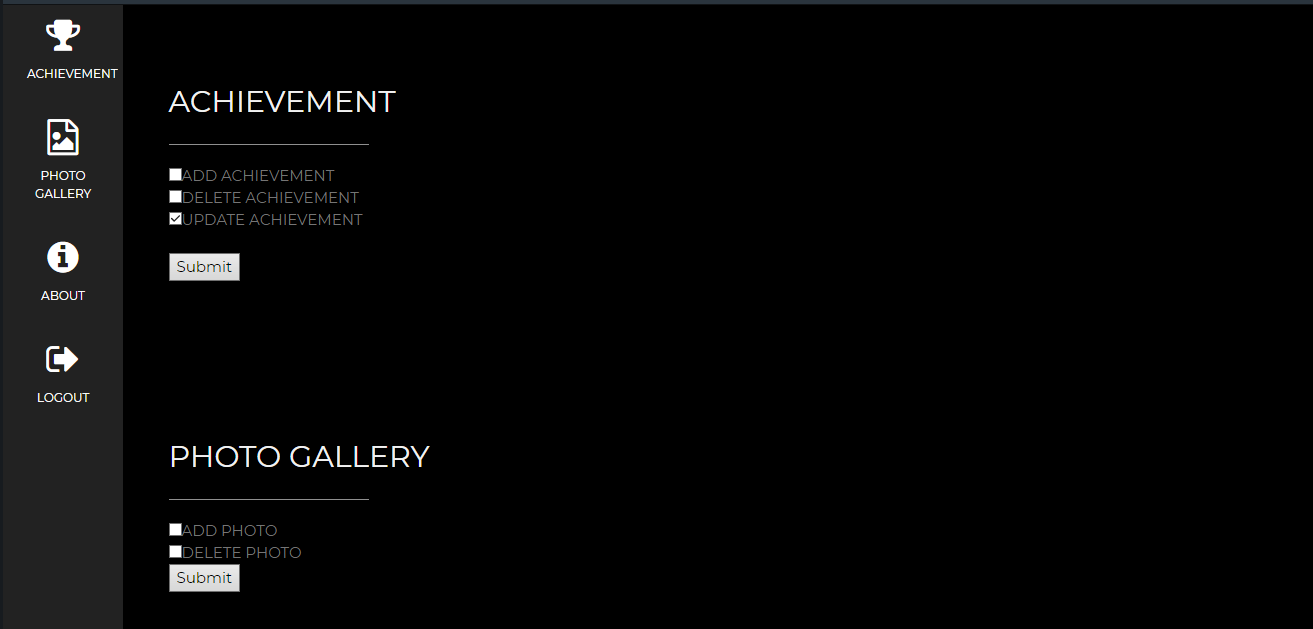 ACHIEVEMENT
PHOTO
GALLERY
ABOUT
LOGOUT
ACHIEVEMENT
ADD ACHIEVEMENT
DELETE ACHIEVEMENT
UPDATE ACHIEVEMENT
Submit
PHOTO GALLERY
ADD PHOTO
DELETE PHOTO
Submit